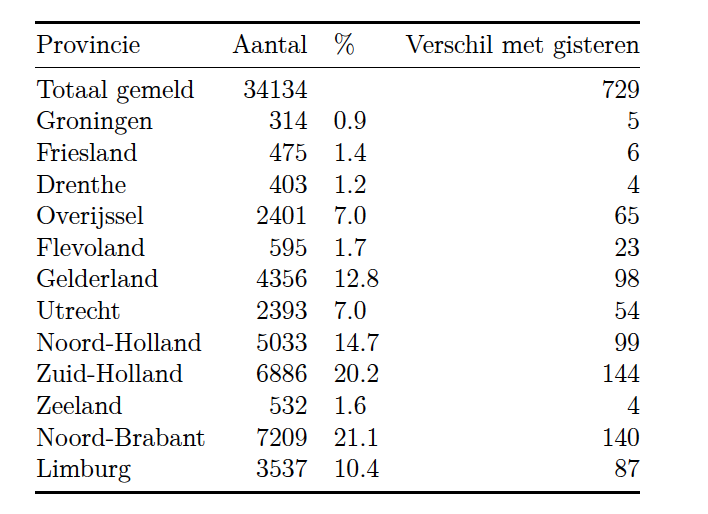 Provincie Aantal % Verschil met gisteren
Totaal gemeld 34134 729
Groningen 314 0.9 5
Friesland 475 1.4 6
Drenthe 403 1.2 4
Overijssel 2401 7.0 65
Flevoland 595 1.7 23
Gelderland 4356 12.8 98
Utrecht 2393 7.0 54
Noord-Holland 5033 14.7 99
Zuid-Holland 6886 20.2 144
Zeeland 532 1.6 4
Noord-Brabant 7209 21.1 140
Limburg 3537 10.4 87